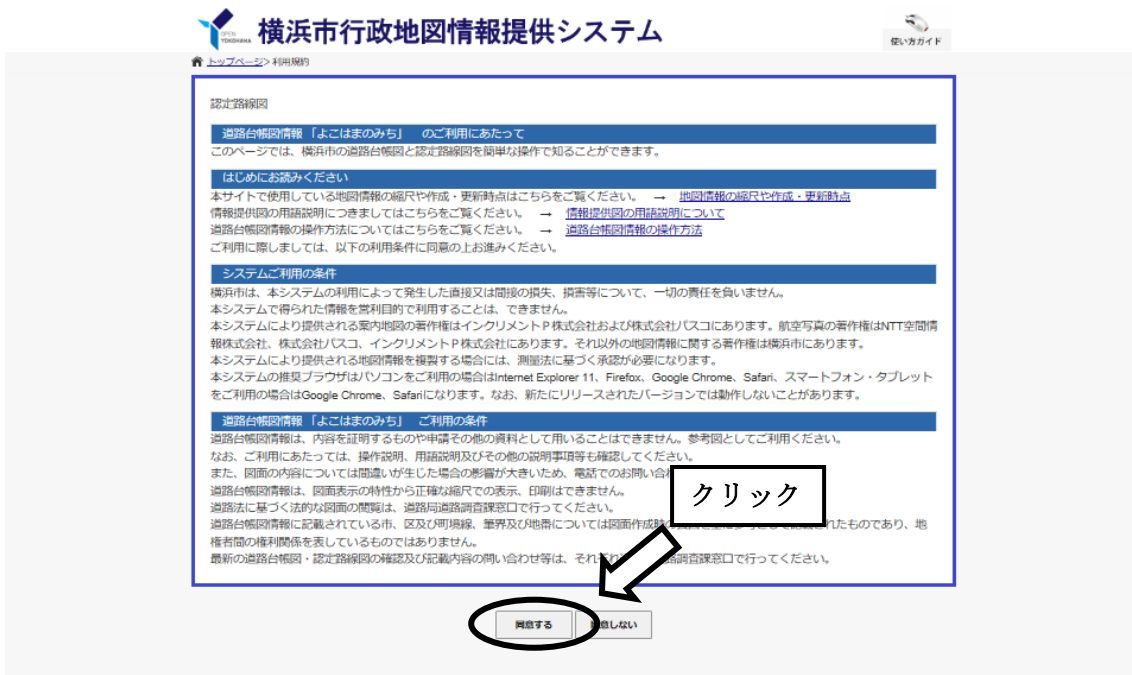 OPEN
YOKOHAMA
横浜市行政地図情報提供システム
使い方ガイド
トップページ>利用規約
認定路線図
道路台帳図情報「よこはまのみち」 のご利用にあたって
このページでは、横浜市の道路台帳図と認定路線図を簡単な操作で知ることができます。
はじめにお読みください
本サイトで使用している地図情報の縮尺や作成・更新時点はこちらをご覧ください。 → 地図情報の縮尺や作成・更新時点
情報提供図の用語説明につきましてはこちらをご覧ください。 → 情報提供図の用語説明について
道路台帳図情報の操作方法についてはこちらをご覧ください。 → 道路台帳図情報の操作方法
ご利用に際しましては、以下の利用条件に同意の上お進みください。
システムご利用の条件
横浜市は、本システムの利用によって発生した直接又は間接の損失、損害等について、一切の責任を負いません。
本システムで得られた情報を営利目的で利用することは、できません。
本システムにより提供される案内地図の著作権はインクリメントP株式会社および株式会社パスコにあります。航空写真の著作権はNTT空間情
報株式会社、株式会社パスコ、インクリメントP株式会社にあります。それ以外の地図情報に関する著作権は横浜市にあります。
本システムにより提供される地図情報を複製する場合には、測量法に基づく承認が必要になります。
本システムの推奨ブラウザはパソコンをご利用の場合はInternet Explorer 11、Firefox、Google Chrome、Safari、スマートフォン・タブレット
をご利用の場合はGoogle Chrome、Safariになります。なお、新たにリリースされたバージョンでは動作しないことがあります。
道路台帳図情報「よこはまのみち」 ご利用の条件
道路台帳図情報は、内容を証明するものや申請その他の資料として用いることはできません。参考図としてご利用ください。
なお、ご利用にあたっては、操作説明、用語説明及びその他の説明事項等も確認してください。
また、図面の内容については間違いが生じた場合の影響が大きいため、電話でのお問い合
道路台帳図情報は、図面表示の特性から正確な縮尺での表示、印刷はできません。
クリック
道路法に基づく法的な図面の閲覧は、道路局道路調査課窓口で行ってください。
道路台帳図情報に記載されている市、区及び町境線、筆界及び地番については図面作成時 たものであり、地
権者間の権利関係を表しているものではありません。
最新の道路台帳図・認定路線図の確認及び記載内容の問い合わせ等は、それぞれ 路調査課窓口で行ってください。
同意する
意しない